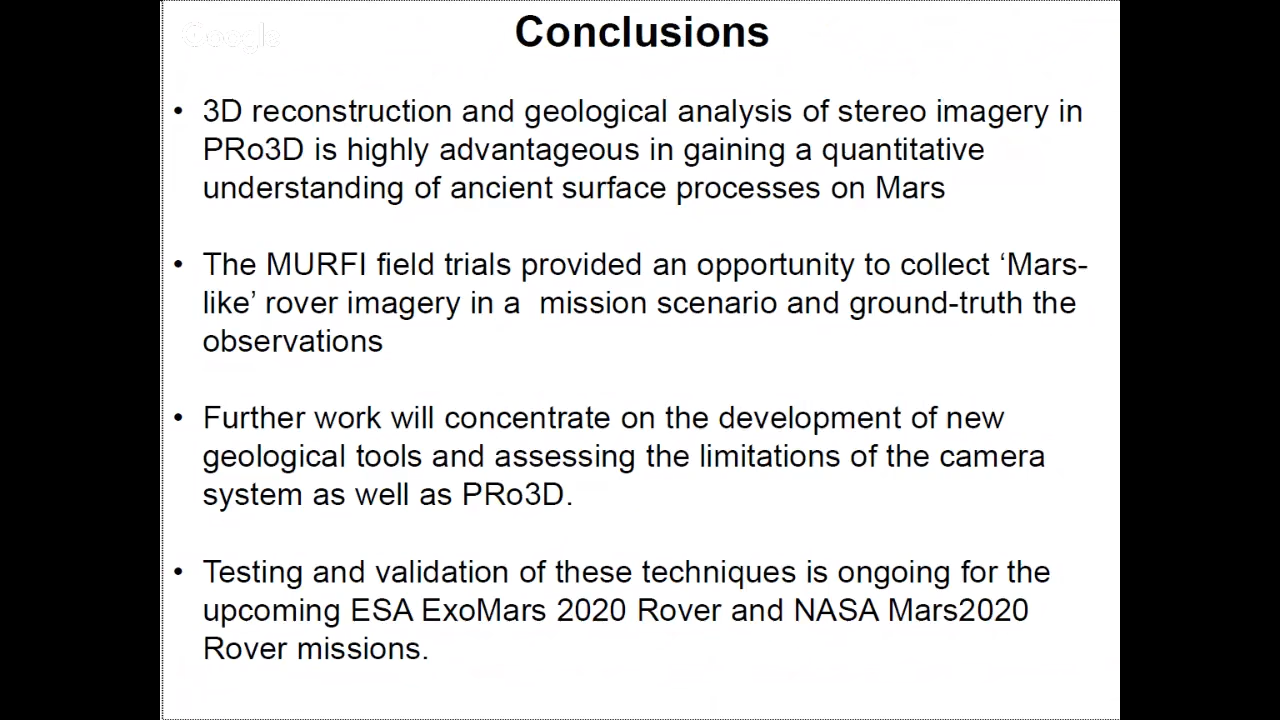 Google
Conclusions
• 3D reconstruction and geological analysis of stereo imagery in
PRo3D is highly advantageous in gaining a quantitative
understanding of ancient surface processes on Mars
• The MURFI field trials provided an opportunity to collect ‘Mars-
like’ rover imagery in a  mission scenario and ground-truth the
observations
• Further work will concentrate on the development of new
geological tools and assessing the limitations of the camera
system as well as PRo3D.
• Testing and validation of these techniques is ongoing for the
upcoming ESA ExoMars 2020 Rover and NASA Mars2020
Rover missions.